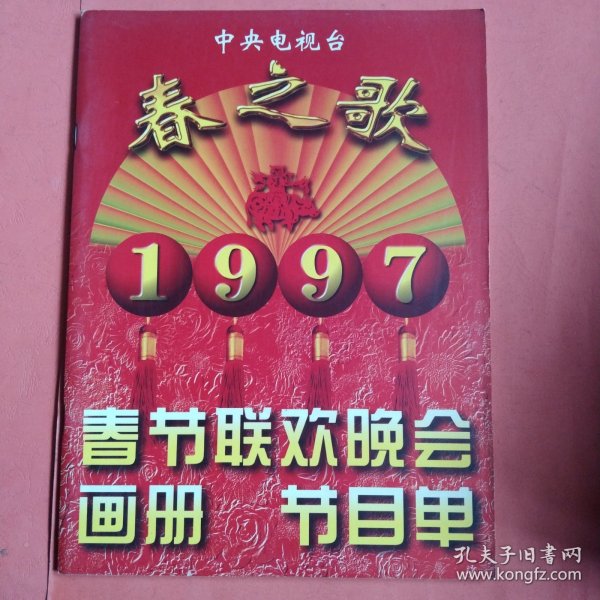 中央电视台
春之歌
1997
春节联欢晚会
画册 节目单
孔夫子旧书网
www.kongfz.com